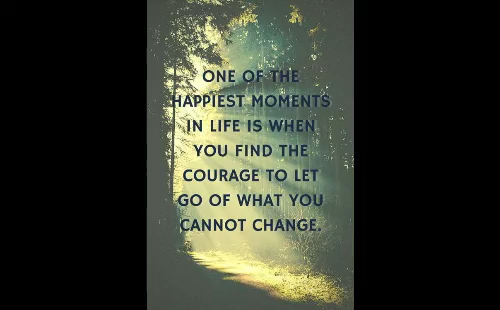 ONE OF THE
HAPPIEST MOMENTS
IN LIFE IS WHEN
YOU FIND THE
COURAGE TO LET
GO OF WHAT YOU
CANNOT CHANGE.